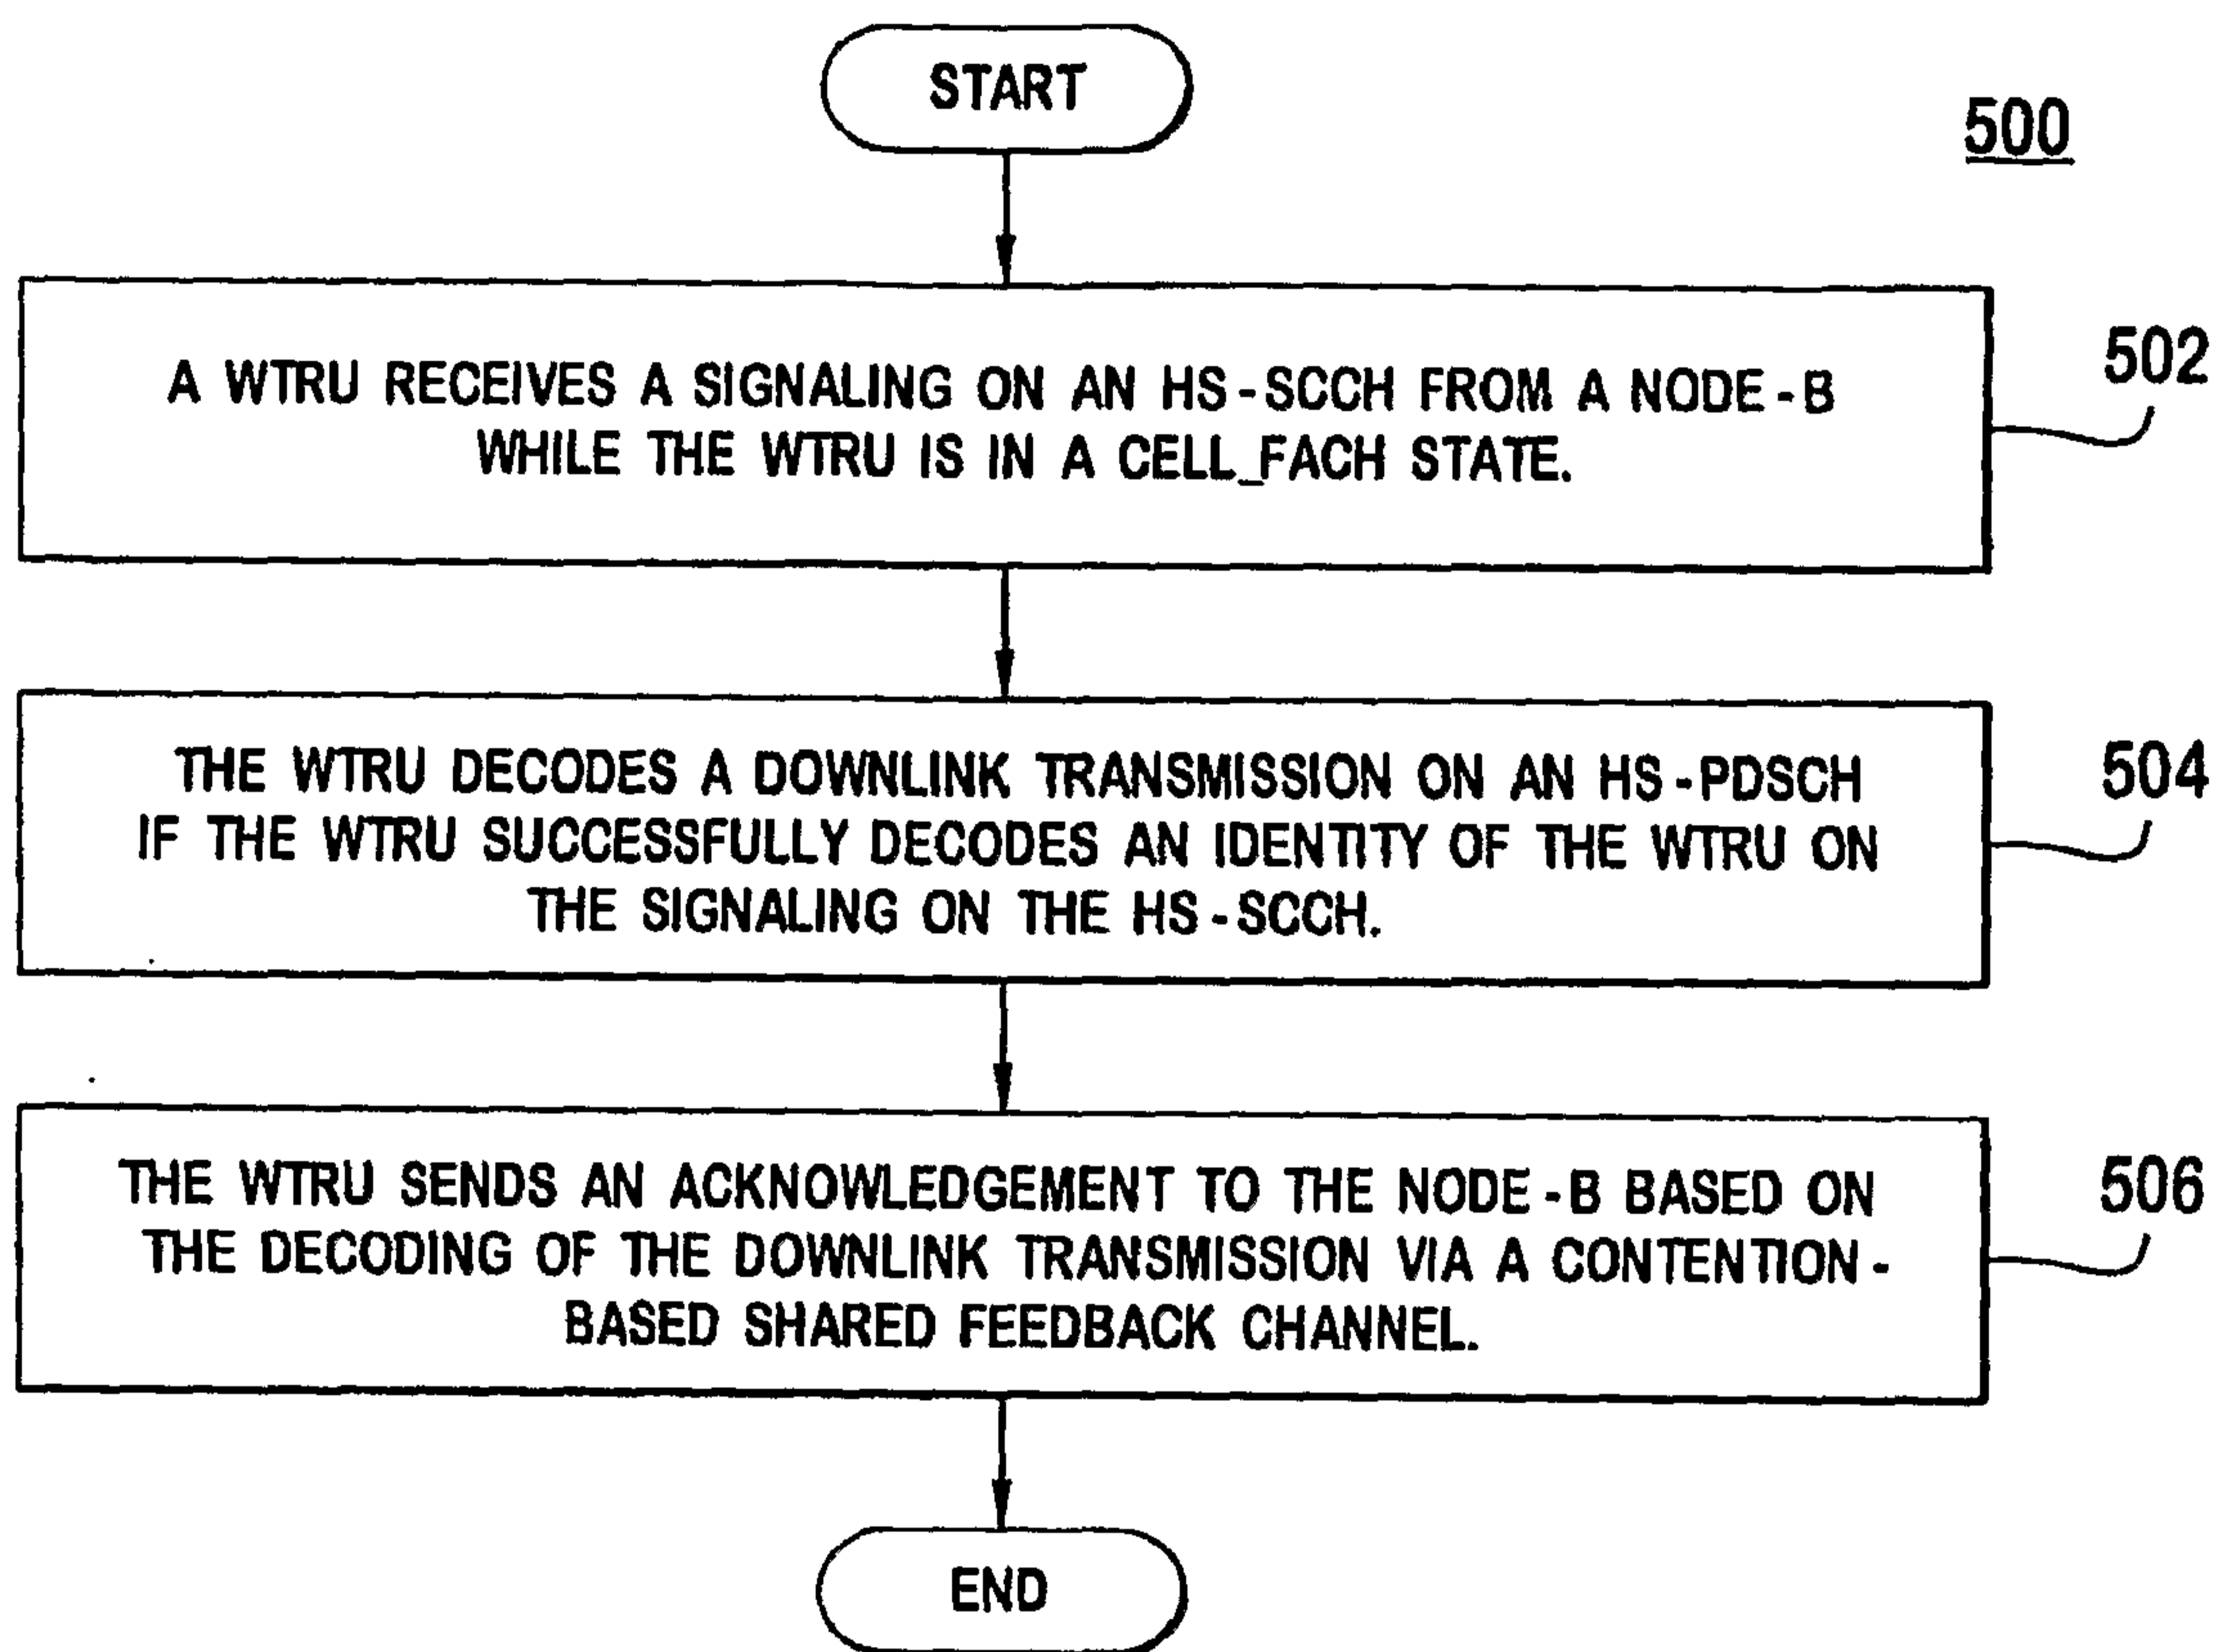 START
500
A WTRU RECEIVES A SIGNALING ON AN HS-SCCH FROM A NODE-B
WHILE THE WTRU IS IN A CELL_FACH STATE.
502
THE WTRU DECODES A DOWNLINK TRANSMISSION ON AN HS-PDSCH
IF THE WTRU SUCCESSFULLY DECODES AN IDENTITY OF THE WTRU ON
THE SIGNALING ON THE HS-SCCH.
504
THE WTRU SENDS AN ACKNOWLEDGEMENT TO THE NODE-B BASED ON
THE DECODING OF THE DOWNLINK TRANSMISSION VIA A CONTENTION-
BASED SHARED FEEDBACK CHANNEL.
506
END